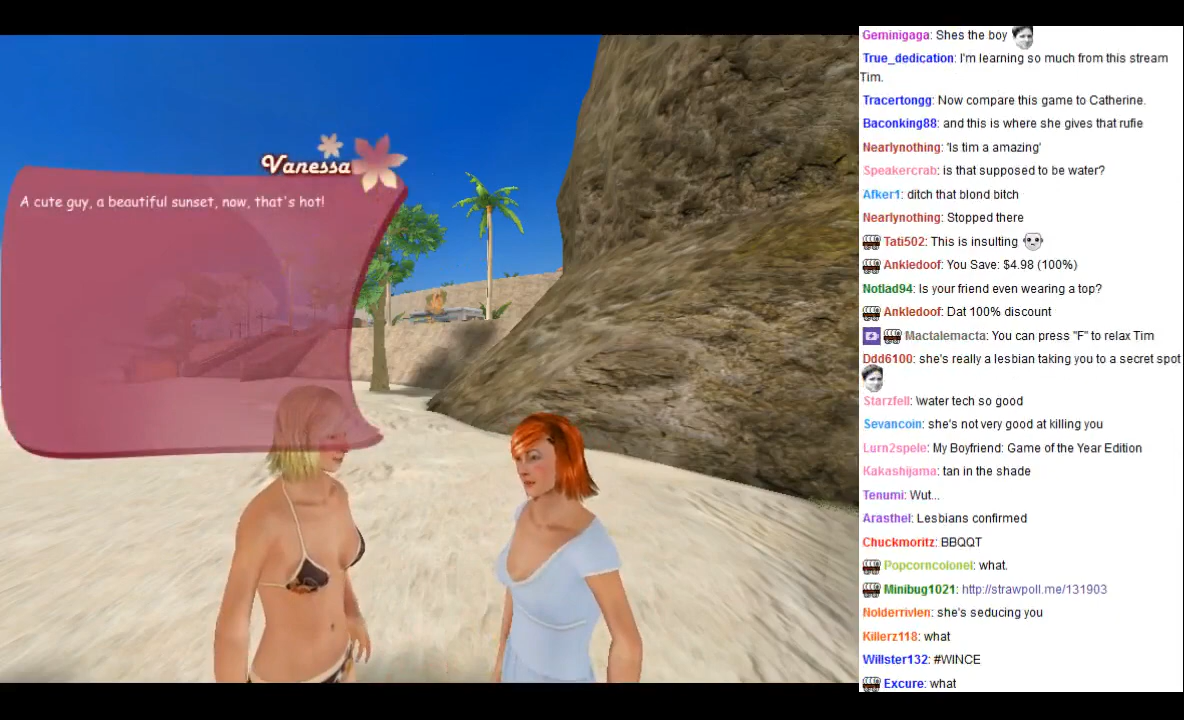 Vanessa
A cute guy, a beautiful sunset, now, that's hot!
Geminigaga: Shes the boy
True_dedication: I'm learning so much from this stream
Tim.
Tracertongg: Now compare this game to Catherine.
Baconking88: and this is where she gives that rufie
Nearlynothing: 'Is tim a amazing'
Speakercrab: is that supposed to be water?
Afker1: ditch that blond bitch
Nearlynothing: Stopped there
Tati502: This is insulting
Ankledoof: You Save: $4.98 (100%)
Notlad94: Is your friend even wearing a top?
Ankledoof: Dat 100% discount
Mactalemacta: You can press "F" to relax Tim
Ddd6100: she's really a lesbian taking you to a secret spot
Starzfell: \water tech so good
Sevancoin: she's not very good at killing you
Lurn2spele: My Boyfriend: Game of the Year Edition
Kakashijama: tan in the shade
Tenumi: Wut...
Arasthel: Lesbians confirmed
Chuckmoritz: BBQQT
Popcorncolonel: what.
Minibug1021: http://strawpoll.me/131903
Nolderrivlen: she's seducing you
Killerz118: what
Willster132: #WINCE
Excure: what